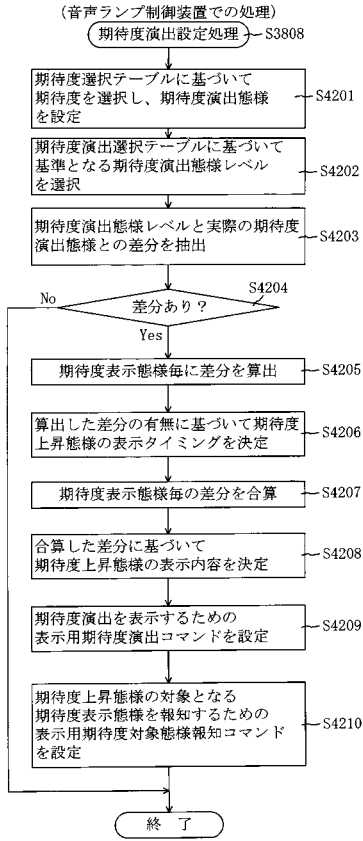 （音声ランプ制御装置での処理）
期待度演出設定処理
S3808
期待度選択テーブルに基づいて
期待度を選択し、期待度演出態様
を設定
S4201
期待度演出選択テーブルに基づいて
基準となる期待度演出態様レベル
を選択
S4202
期待度演出態様レベルと実際の期待度
演出態様との差分を抽出
S4203
S4204
No
差分あり？
Yes
期待度表示態様毎に差分を算出
S4205
算出した差分の有無に基づいて期待度
上昇態様の表示タイミングを決定
S4206
期待度表示態様毎の差分を合算
S4207
合算した差分に基づいて
期待度上昇態様の表示内容を決定
S4208
期待度演出を表示するための
表示用期待度演出コマンドを設定
S4209
期待度上昇態様の対象となる
期待度表示態様を報知するための
表示用期待度対象態様報知コマンド
を設定
S4210
終了